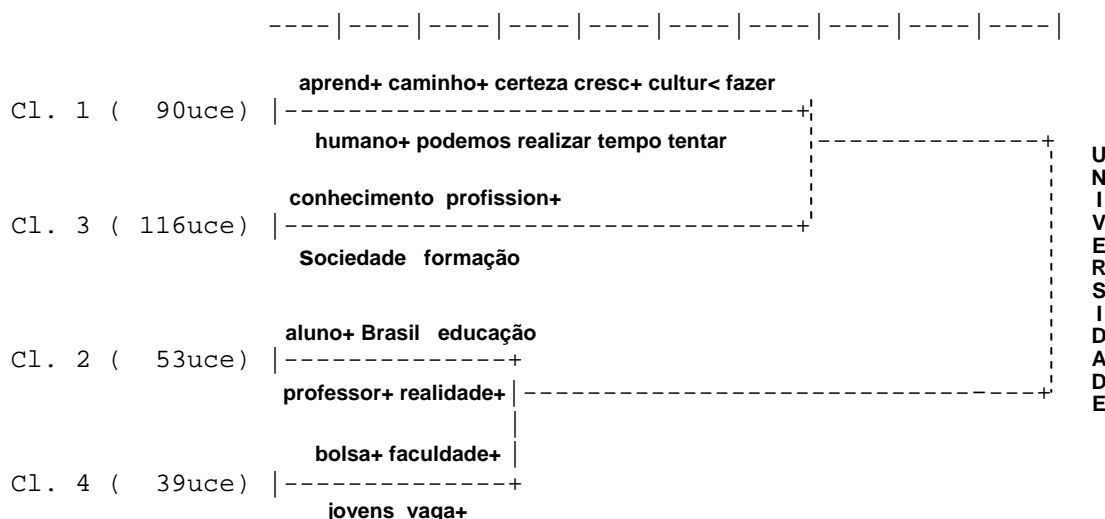 ----|----|----|----|----|----|----|----|----|----|
aprend+ caminho+ certeza cresc+ cultur< fazer
Cl. 1 (  90uce) |--------------------------------+
humano+ podemos realizar tempo tentar
conhecimento profission+
Cl. 3 ( 116uce) |--------------------------------+
Sociedade formação
aluno+ Brasil educação
Cl. 2 (  53uce) |--------------+
professor+ realidade+
bolsa+ faculdade+
Cl. 4 (  39uce) |--------------+
jovens vaga+
UNIVERSIDADE